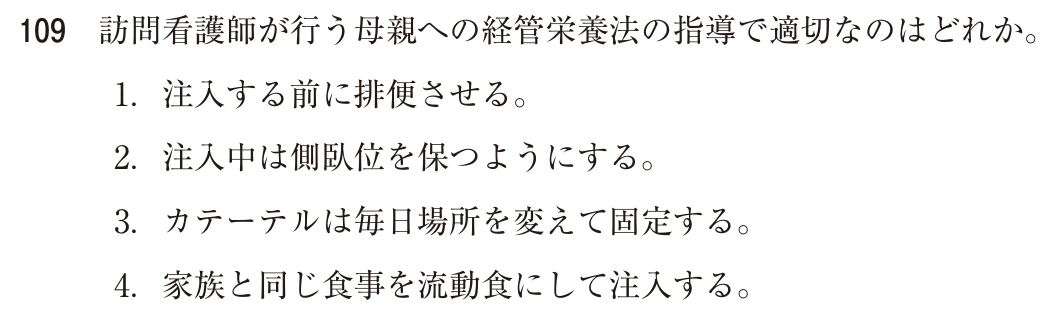 109 訪問看護師が行う母親への経管栄養法の指導で適切なのはどれか。
1. 注入する前に排便させる。
2. 注入中は側臥位を保つようにする。
3. カテーテルは毎日場所を変えて固定する。
4. 家族と同じ食事を流動食にして注入する。